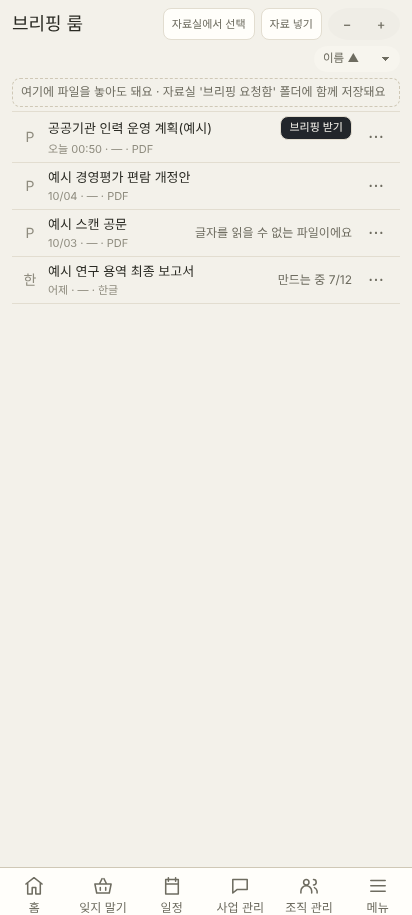 브리핑 룸
자료실에서 선택
자료 넣기
− +
이름 ▲
여기에 파일을 놓아도 돼요 · 자료실 '브리핑 요청함' 폴더에 함께 저장돼요
P
공공기관 인력 운영 계획(예시)
오늘 00:50 · — · PDF
브리핑 받기
···
P
예시 경영평가 편람 개정안
10/04 · — · PDF
···
P
예시 스캔 공문
10/03 · — · PDF
글자를 읽을 수 없는 파일이에요
···
한
예시 연구 용역 최종 보고서
어제 · — · 한글
만드는 중 7/12
···
홈
잊지 말기
일정
사업 관리
조직 관리
메뉴